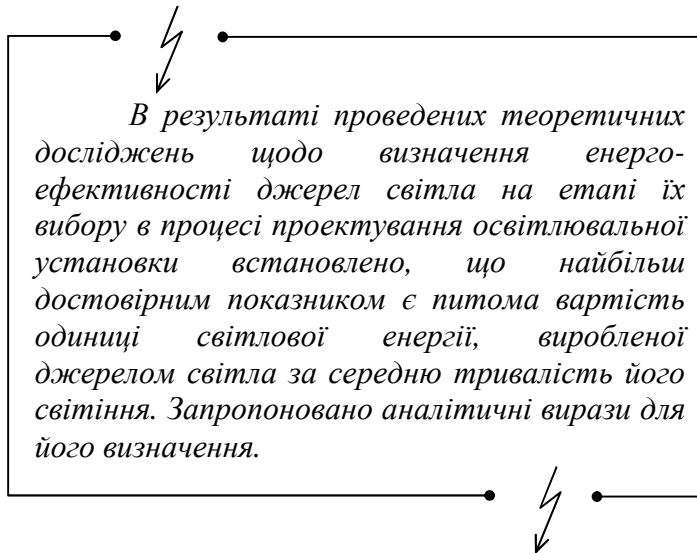 В результаті проведених теоретичних
досліджень щодо визначення енерго-
ефективності джерел світла на етапі їх
вибору в процесі проектування освітлювальної
установки встановлено, що найбільш
достовірним показником є питома вартість
одиниці світлової енергії, виробленої
джерелом світла за середню тривалість його
світіння. Запропоновано аналітичні вирази для
його визначення.